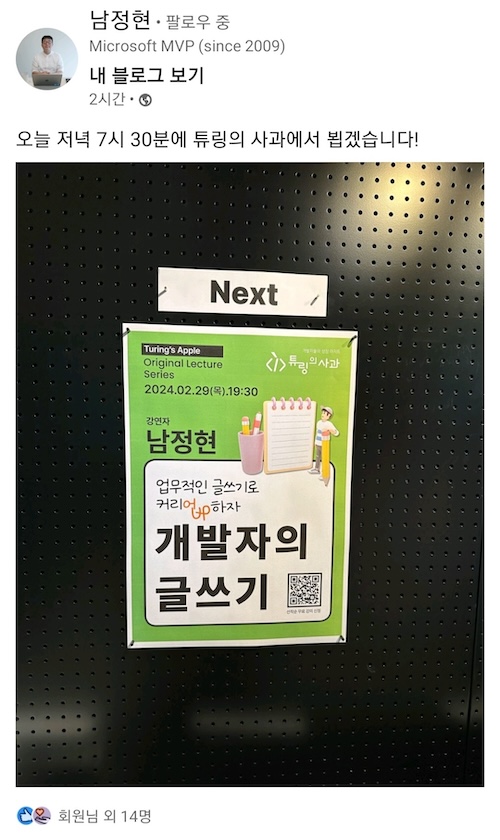 남정현 • 팔로우 중
Microsoft MVP (since 2009)
내 블로그 보기
2시간 •
오늘 저녁 7시 30분에 튜링의 사과에서 뵙겠습니다!
Next
Turing's Apple
Original Lecture
Series
2024.02.29(목).19:30
튜링의사과
강연자
남정현
업무적인 글쓰기로
커리어up하자
개발자의
글쓰기
회원님 외 14명